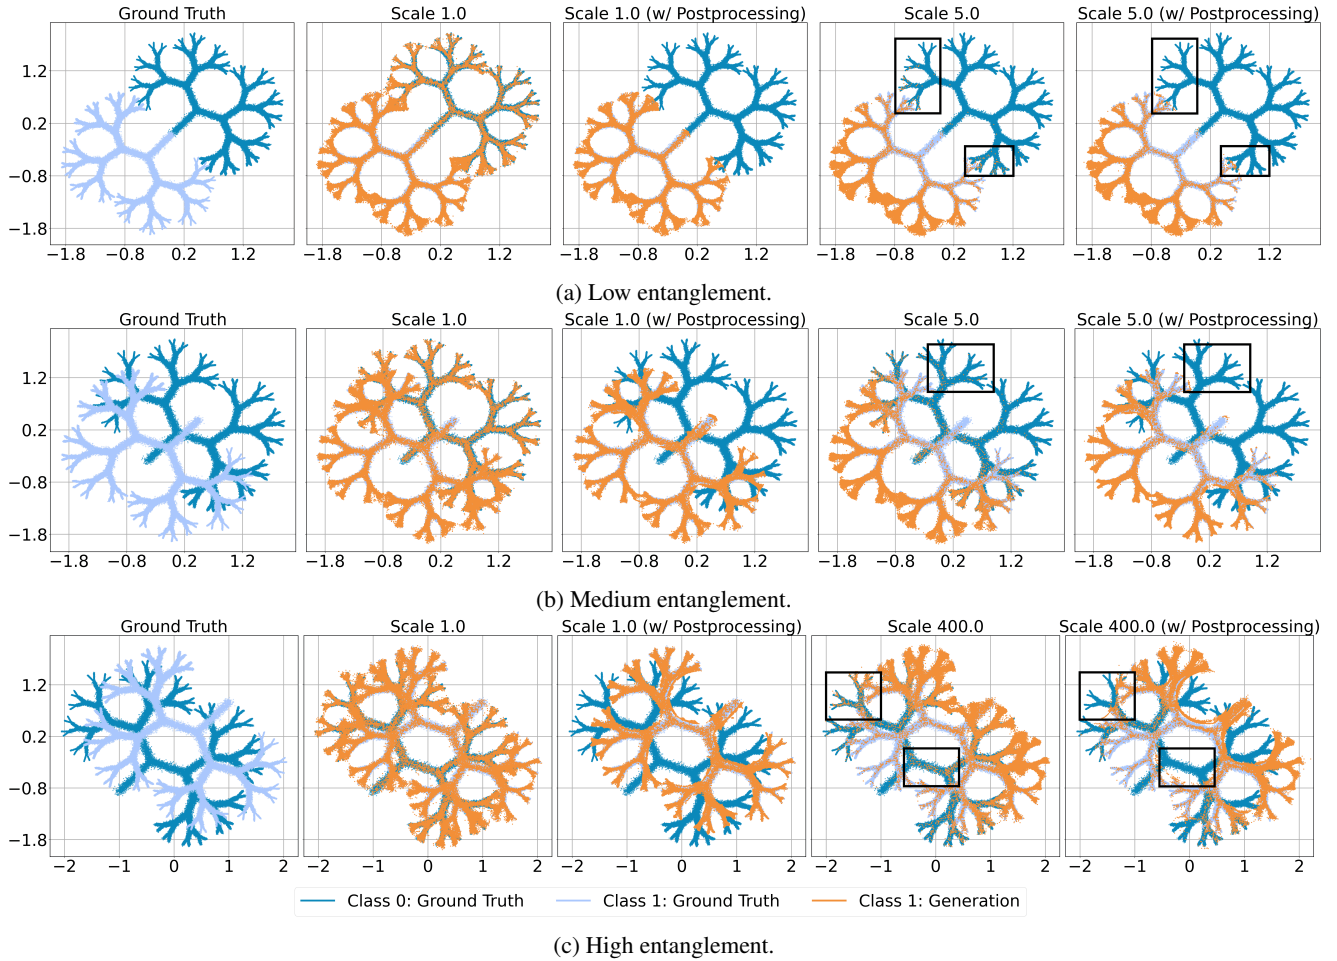 Ground Truth Scale 1.0 Scale 1.0 (w/ Postprocessing) Scale 5.0 Scale 5.0 (w/ Postprocessing)
1.2
0.2
−0.8
−1.8
−1.8 −0.8 0.2 1.2 −1.8 −0.8 0.2 1.2 −1.8 −0.8 0.2 1.2 −1.8 −0.8 0.2 1.2 −1.8 −0.8 0.2 1.2
(a) Low entanglement.
Ground Truth Scale 1.0 Scale 1.0 (w/ Postprocessing) Scale 5.0 Scale 5.0 (w/ Postprocessing)
1.2
0.2
−0.8
−1.8
−1.8 −0.8 0.2 1.2 −1.8 −0.8 0.2 1.2 −1.8 −0.8 0.2 1.2 −1.8 −0.8 0.2 1.2 −1.8 −0.8 0.2 1.2
(b) Medium entanglement.
Ground Truth Scale 1.0 Scale 1.0 (w/ Postprocessing) Scale 400.0 Scale 400.0 (w/ Postprocessing)
1.2
0.2
−0.8
−1.8
−2 −1 0 1 2 −2 −1 0 1 2 −2 −1 0 1 2 −2 −1 0 1 2 −2 −1 0 1 2
Class 0: Ground Truth Class 1: Ground Truth Class 1: Generation
(c) High entanglement.